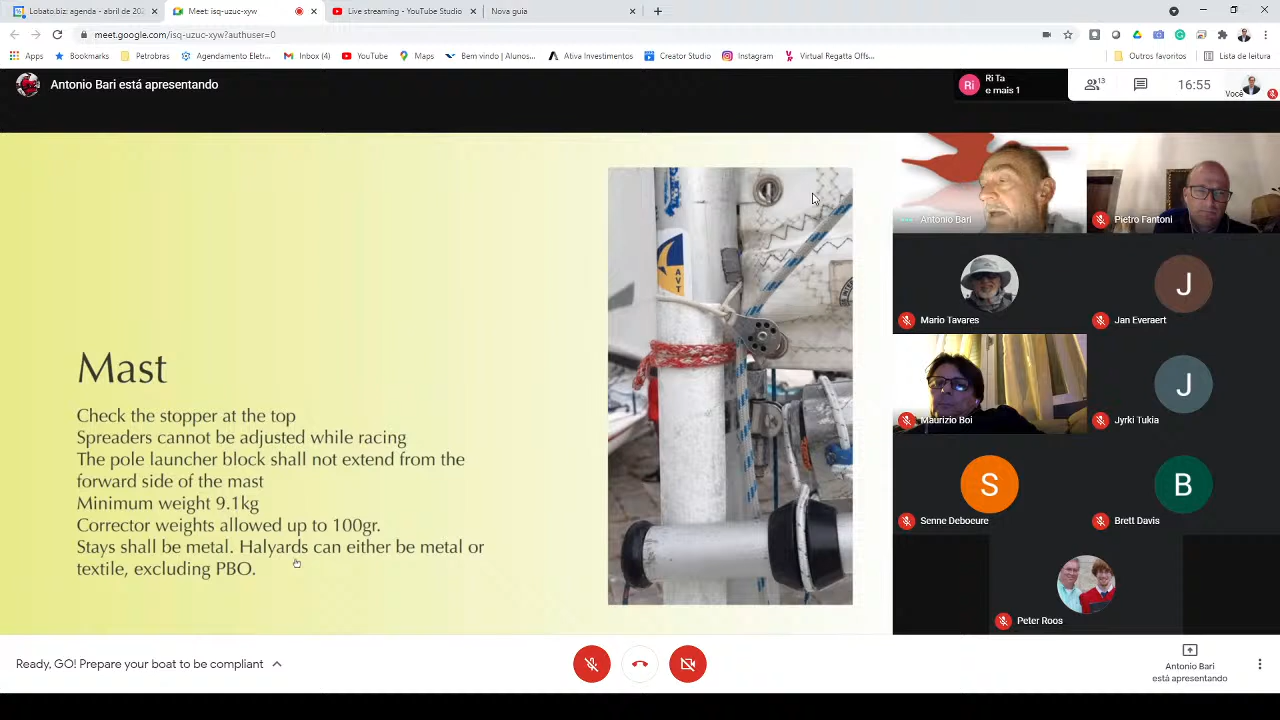 Lobato.biz: agenda - abril de 202
Meet: isq-uzuc-xyw
Live streaming - YouTube Studio
Nova guia
meet.google.com/isq-uzuc-xyw?authuser=0
Apps
Bookmarks
Petrobras
Agendamento Eletr...
Inbox (4)
YouTube
Maps
Bem vindo | Alunos...
Ativa Investimentos
Creator Studio
Instagram
Virtual Regatta Offs...
Outros favoritos
Lista de leitura
Antonio Bari está apresentando
Ri
Ri Ta
e mais 1
13
16:55
Você
Mast
Check the stopper at the top
Spreaders cannot be adjusted while racing
The pole launcher block shall not extend from the
forward side of the mast
Minimum weight 9.1kg
Corrector weights allowed up to 100gr.
Stays shall be metal. Halyards can either be metal or
textile, excluding PBO.
Antonio Bari
Pietro Fantoni
Mario Tavares
J
Jan Everaert
Maurizio Boi
J
Jyrki Tukia
S
Senne Deboeure
B
Brett Davis
Peter Roos
Ready, GO! Prepare your boat to be compliant
Antonio Bari
está apresentando